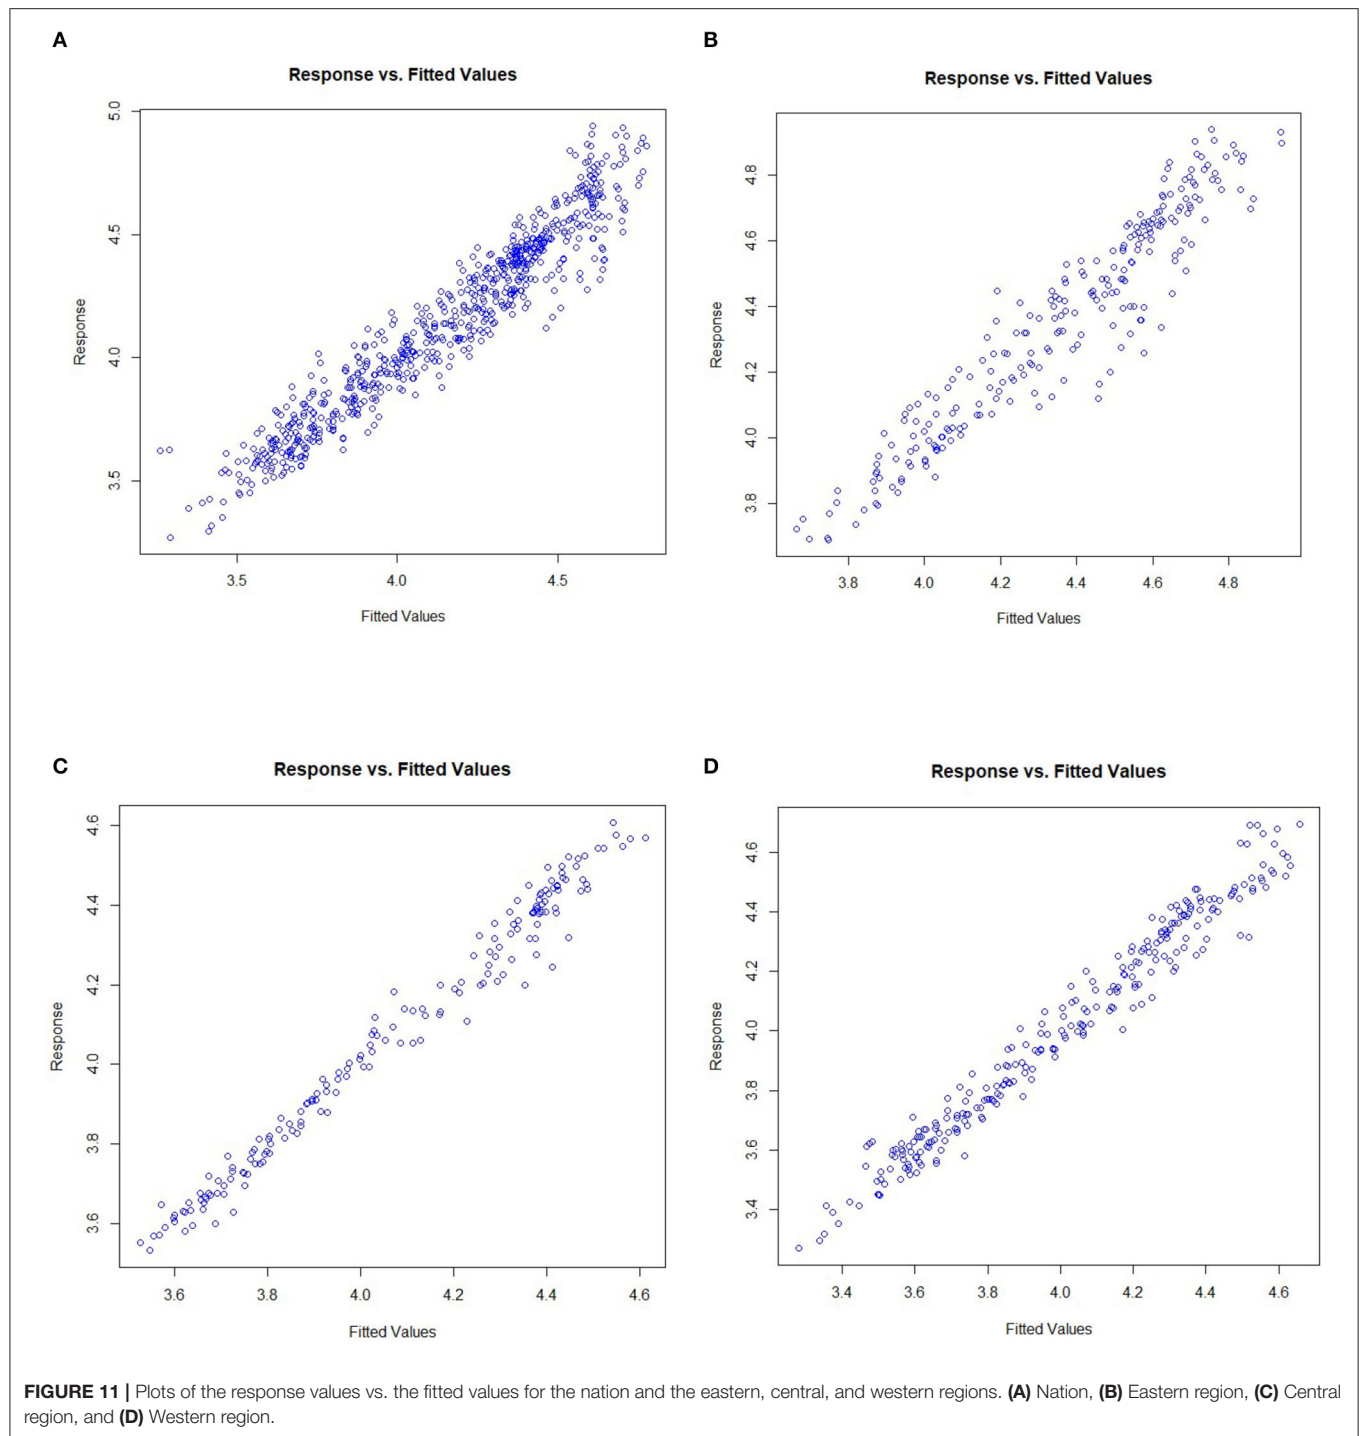 A
Response vs. Fitted Values
Response
5.0
4.5
4.0
3.5
3.5
4.0
4.5
Fitted Values
B
Response vs. Fitted Values
Response
4.8
4.6
4.4
4.2
4.0
3.8
3.8
4.0
4.2
4.4
4.6
4.8
Fitted Values
C
Response vs. Fitted Values
Response
4.6
4.4
4.2
4.0
3.8
3.6
3.6
3.8
4.0
4.2
4.4
4.6
Fitted Values
D
Response vs. Fitted Values
Response
4.6
4.4
4.2
4.0
3.8
3.6
3.4
3.4
3.6
3.8
4.0
4.2
4.4
4.6
Fitted Values
FIGURE 11 | Plots of the response values vs. the fitted values for the nation and the eastern, central, and western regions. (A) Nation, (B) Eastern region, (C) Central
region, and (D) Western region.